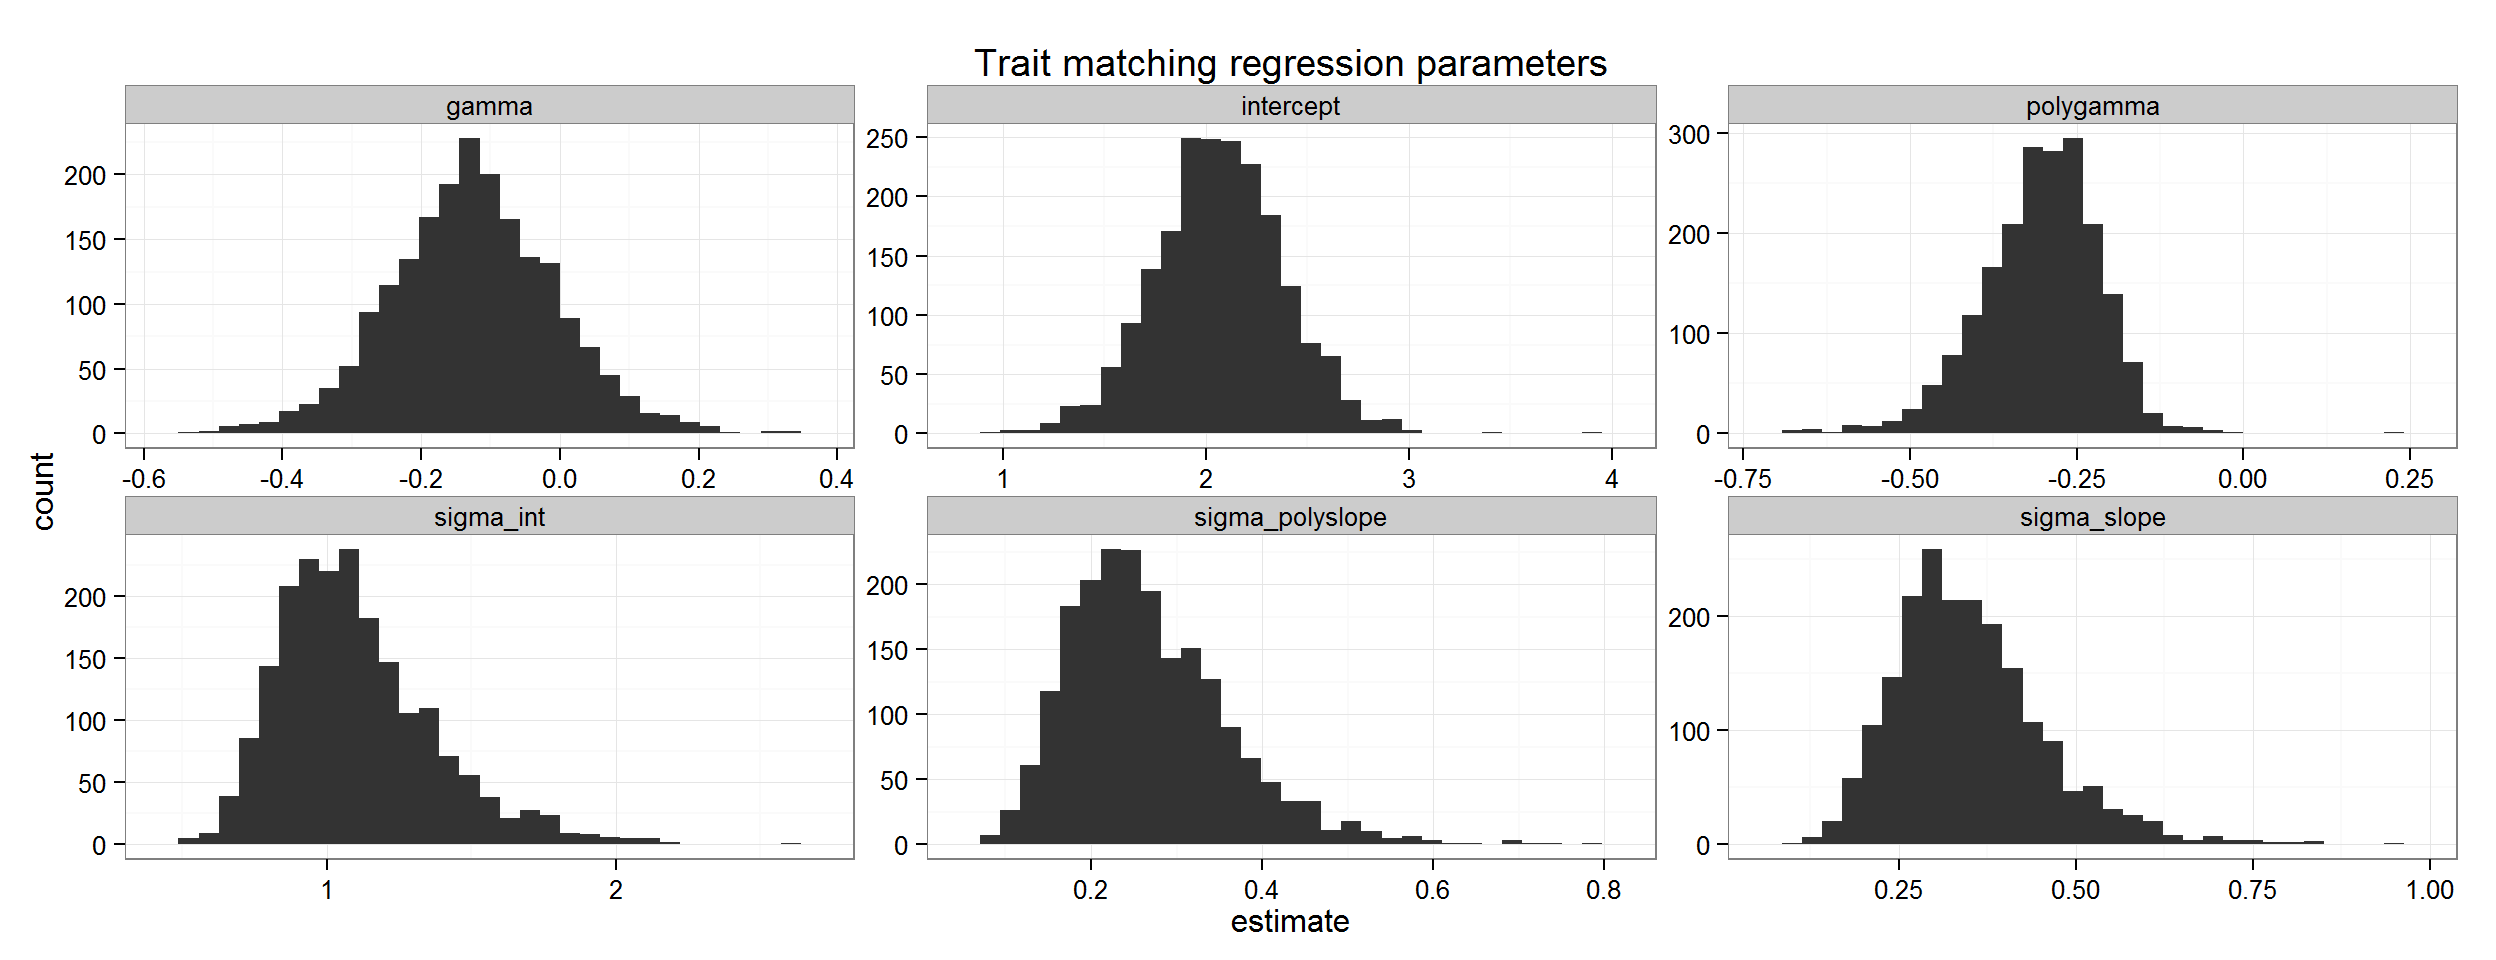 Trait matching regression parameters
gamma
intercept
polygamma
200
150
100
50
0
250
200
150
100
50
0
300
200
100
0
-0.6 -0.4 -0.2 0.0 0.2 0.4
1 2 3 4
-0.75 -0.50 -0.25 0.00 0.25
count
sigma_int
sigma_polyslope
sigma_slope
200
150
100
50
0
200
150
100
50
0
200
100
0
1 2
0.2 0.4 0.6 0.8
0.25 0.50 0.75 1.00
estimate